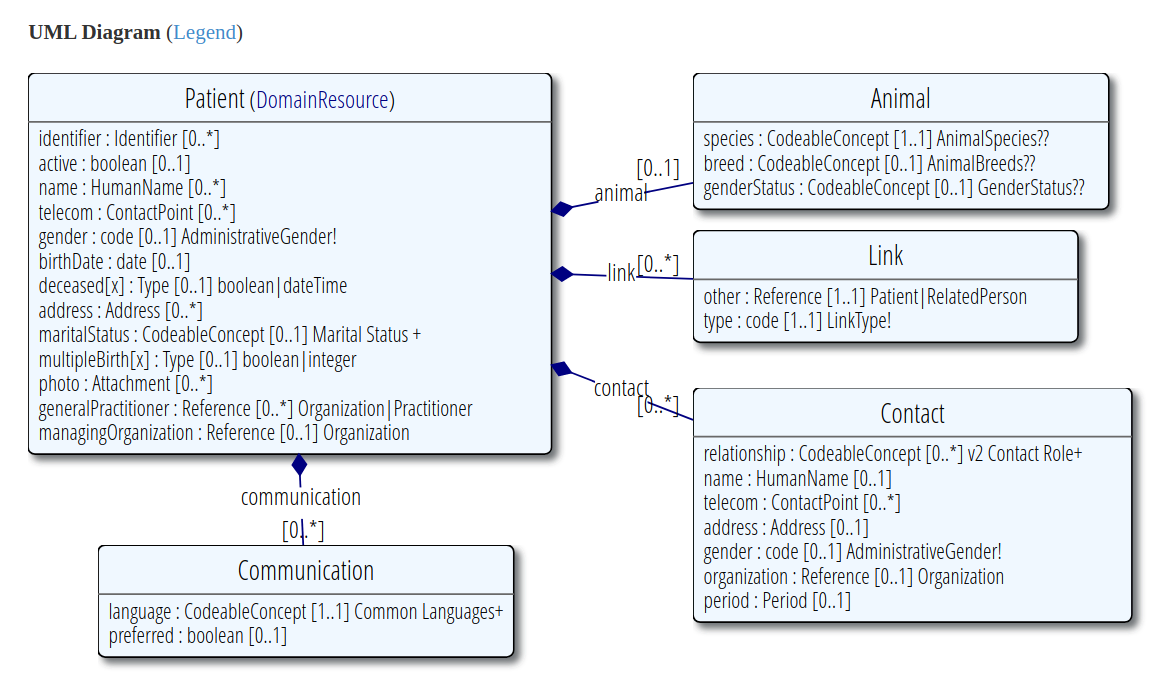 UML Diagram (Legend)
Patient (DomainResource)
identifier : Identifier [0..*]
active : boolean [0..1]
name : HumanName [0..*]
telecom : ContactPoint [0..*]
gender : code [0..1] AdministrativeGender!
birthDate : date [0..1]
deceased[x] : Type [0..1] boolean|dateTime
address : Address [0..*]
maritalStatus : CodeableConcept [0..1] Marital Status +
multipleBirth[x] : Type [0..1] boolean|integer
photo : Attachment [0..*]
generalPractitioner : Reference [0..*] Organization|Practitioner
managingOrganization : Reference [0..1] Organization
[0..1]
animal
Animal
species : CodeableConcept [1..1] AnimalSpecies??
breed : CodeableConcept [0..1] AnimalBreeds??
genderStatus : CodeableConcept [0..1] GenderStatus??
link
[0..*]
Link
other : Reference [1..1] Patient|RelatedPerson
type : code [1..1] LinkType!
contact
[0..*]
Contact
relationship : CodeableConcept [0..*] v2 Contact Role+
name : HumanName [0..1]
telecom : ContactPoint [0..*]
address : Address [0..1]
gender : code [0..1] AdministrativeGender!
organization : Reference [0..1] Organization
period : Period [0..1]
communication
[0..*]
Communication
language : CodeableConcept [1..1] Common Languages+
preferred : boolean [0..1]